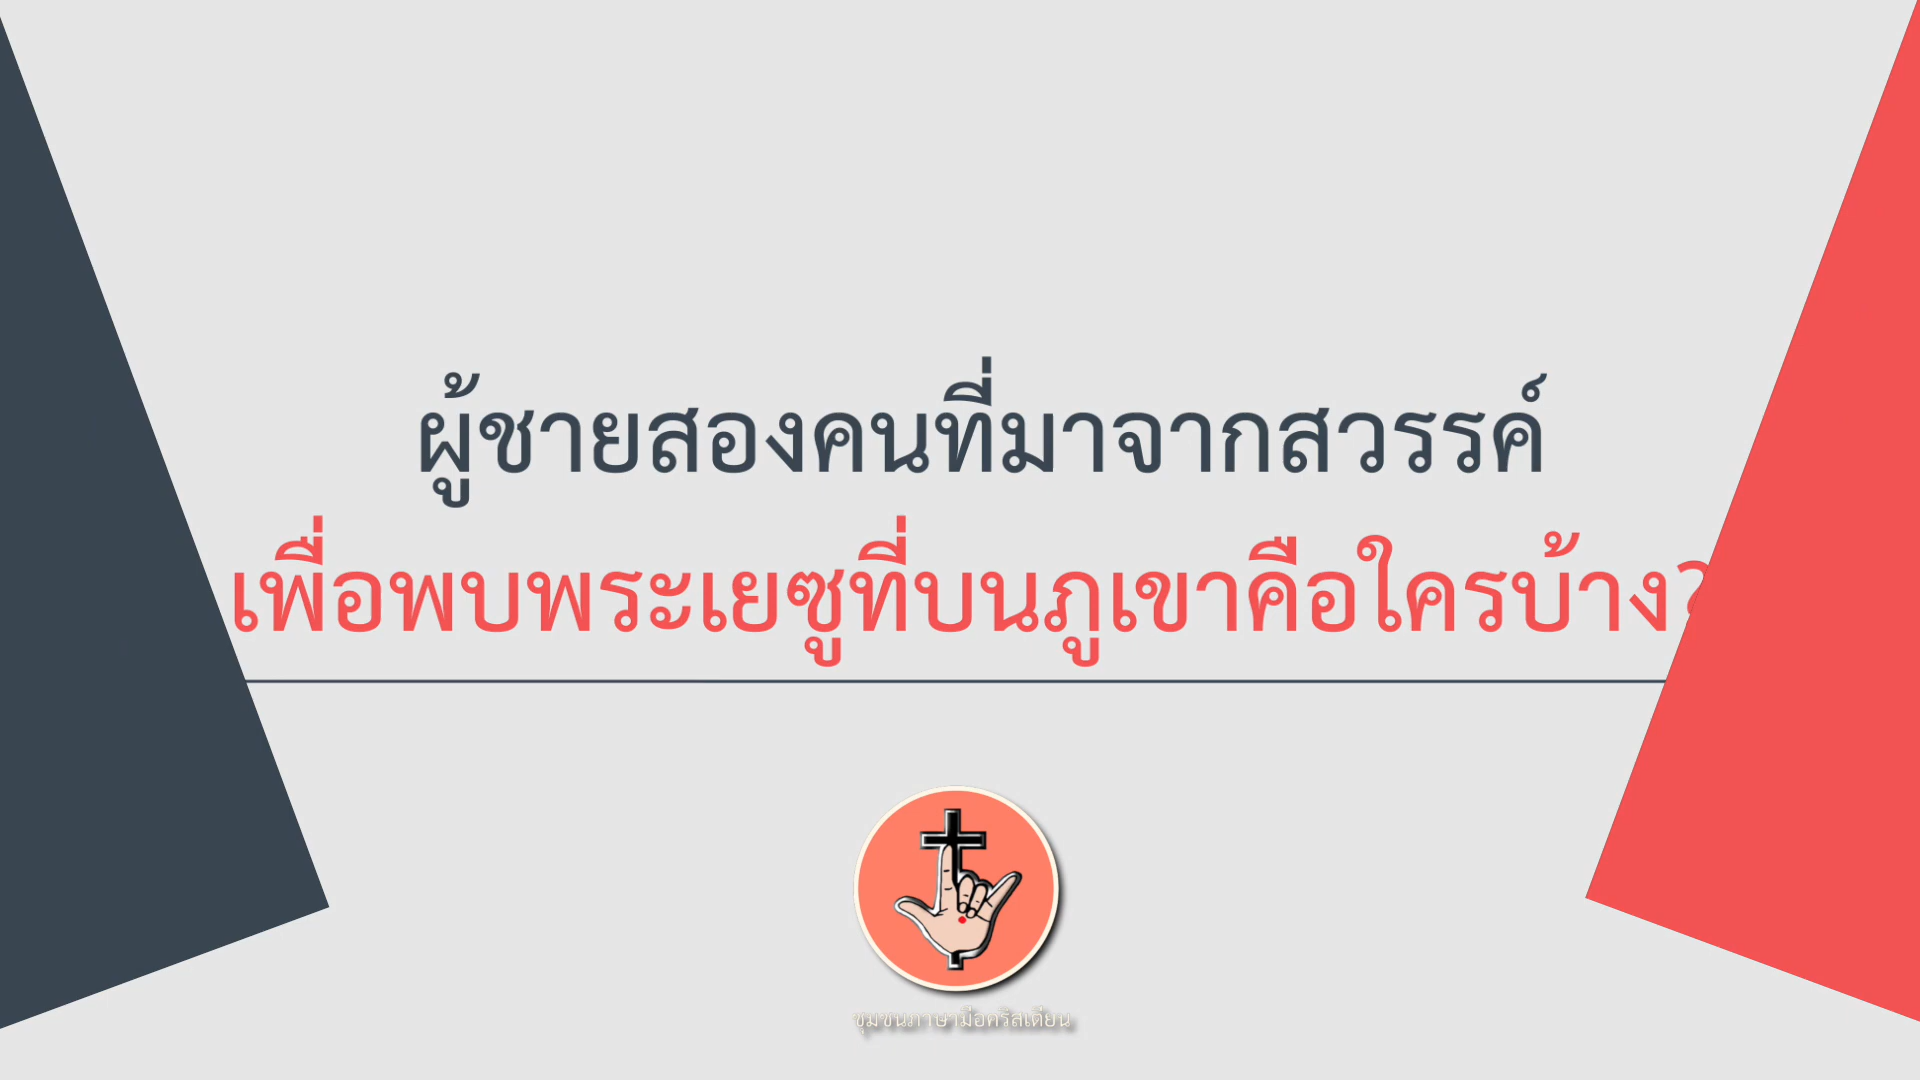 ผู้ชายสองคนที่มาจากสวรรค์
เพื่อพบพระเยซูที่บนภูเขาคือใครบ้าง?
ชุมชนภาษามือคริสเตียน